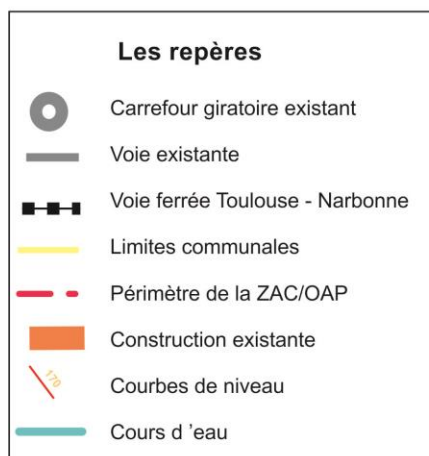 Les repères
Carrefour giratoire existant
Voie existante
Voie ferrée Toulouse - Narbonne
Limites communales
Périmètre de la ZAC/OAP
Construction existante
170
Courbes de niveau
Cours d 'eau